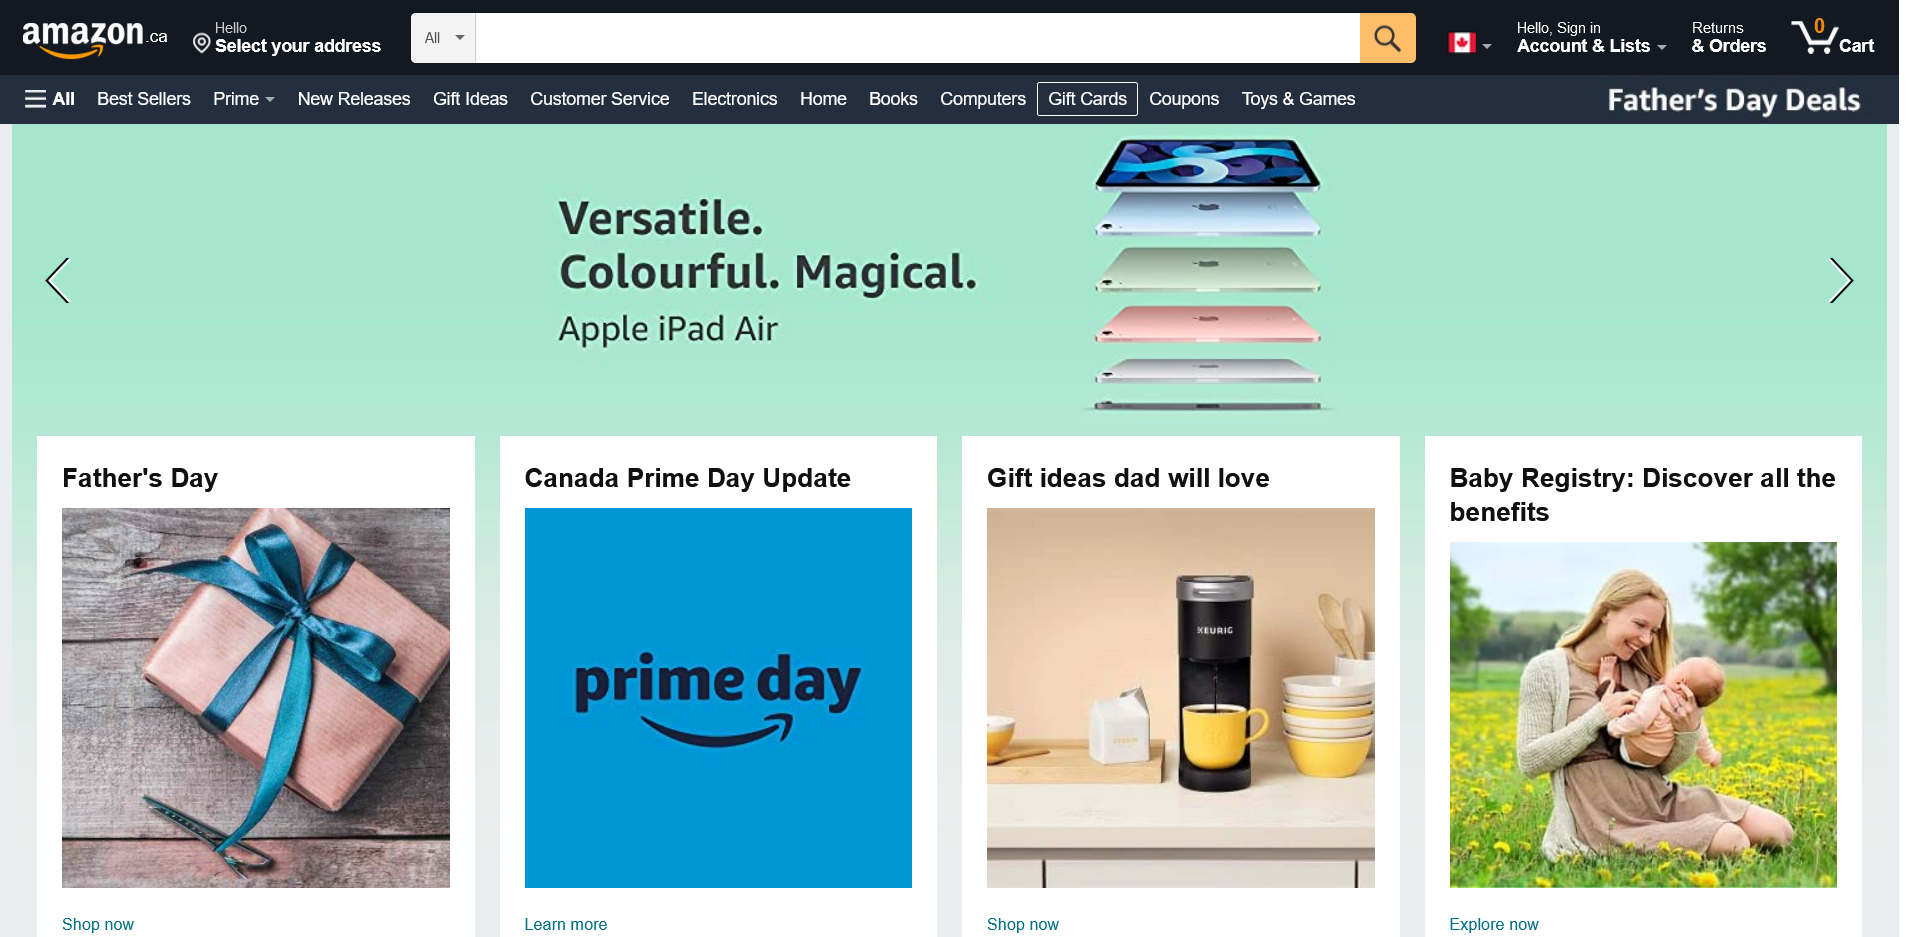 amazon.ca
Hello
Select your address
All
Hello, Sign in
Account & Lists
Returns
& Orders
0
Cart
All
Best Sellers
Prime
New Releases
Gift Ideas
Customer Service
Electronics
Home
Books
Computers
Gift Cards
Coupons
Toys & Games
Father's Day Deals
Versatile.
Colourful. Magical.
Apple iPad Air
Father's Day
Shop now
Canada Prime Day Update
prime day
Learn more
Gift ideas dad will love
KEURIG
Shop now
Baby Registry: Discover all the
benefits
Explore now